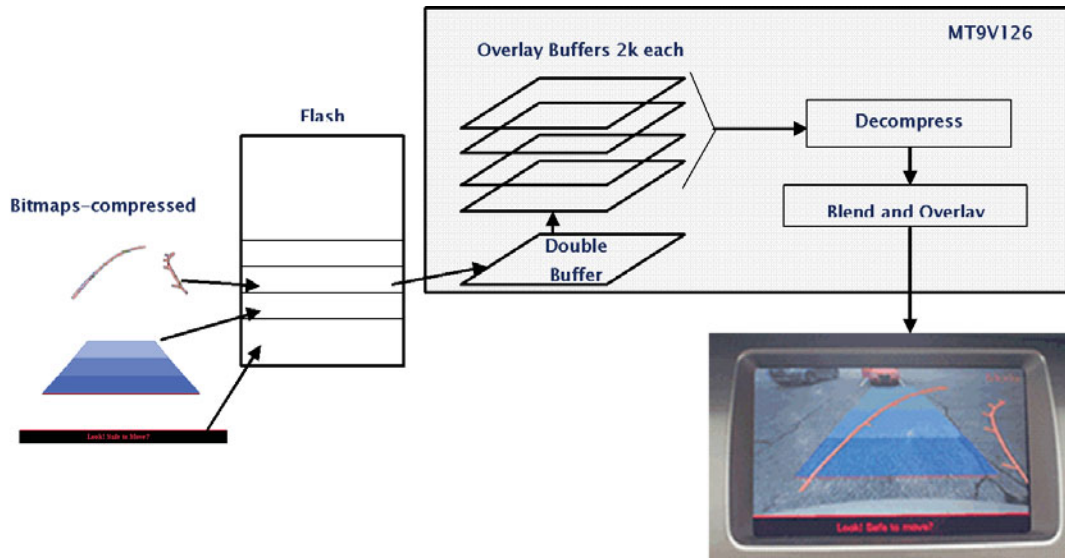 MT9V126
Overlay Buffers 2k each
Flash
Decompress
Bitmaps-compressed
Blend and Overlay
Double
Buffer
Look! Safe to Move?
Look! Safe to move?